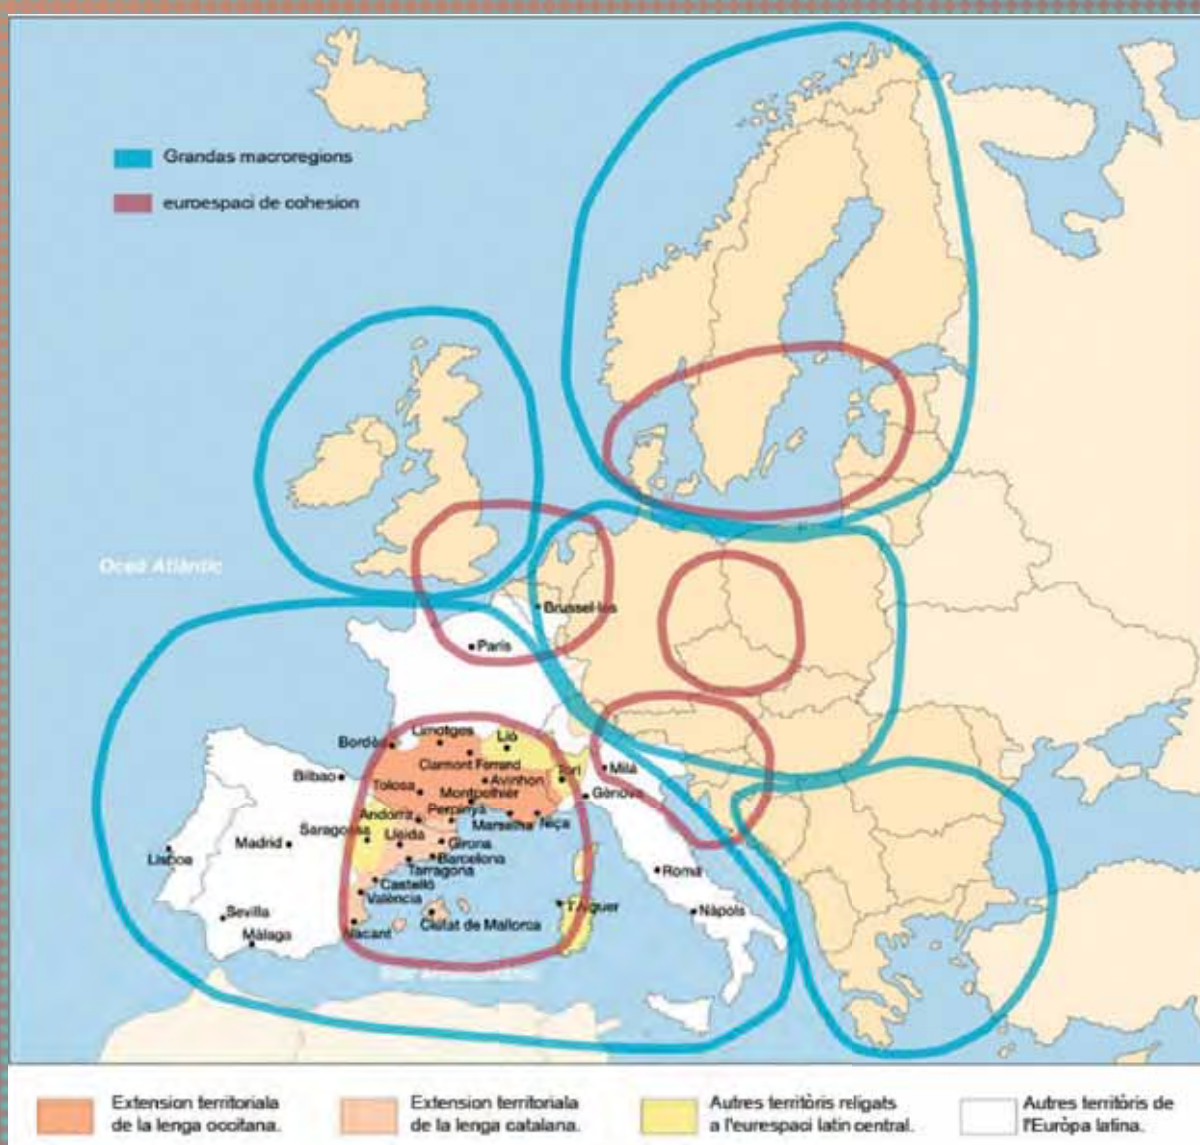 Grandas macroregions
euroespaci de cohesion
Oceà Atlàntic
Brussel·les
París
Limotges
Lió
Bordèu
Clarmont Ferrand
Torí
Milà
Bilbao
Tolosa
Avinhon
Gènova
Montpelhièr
Andorra
Perpinyà
Marselha
Niça
Saragossa
Lleida
Girona
Madrid
Barcelona
Lisboa
Tarragona
Roma
Castelló
València
l'Alguer
Nàpols
Sevilla
Ciutat de Mallorca
Alacant
Màlaga
Extension territoriala
de la lenga occitana.
Extension territoriala
de la lenga catalana.
Autres territòris religats
a l'eurespaci latin central.
Autres territòris de
l'Euròpa latina.